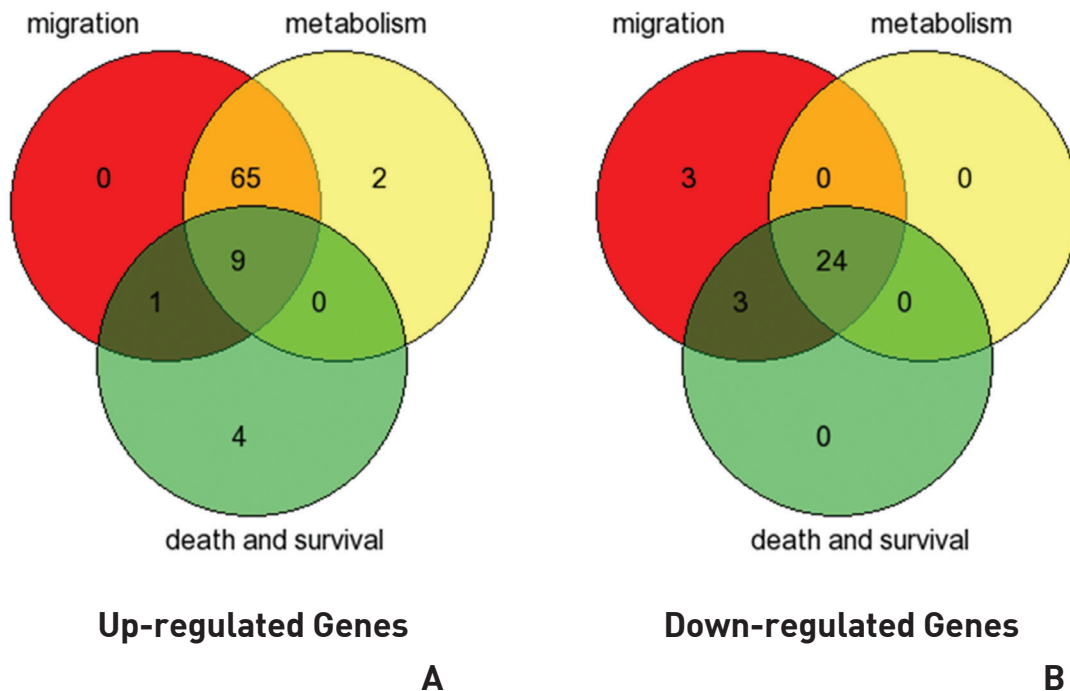 migration metabolism
0 65 2
9
1 0
4
death and survival
Up-regulated Genes
A
migration metabolism
3 0 0
24
3 0
0
death and survival
Down-regulated Genes
B